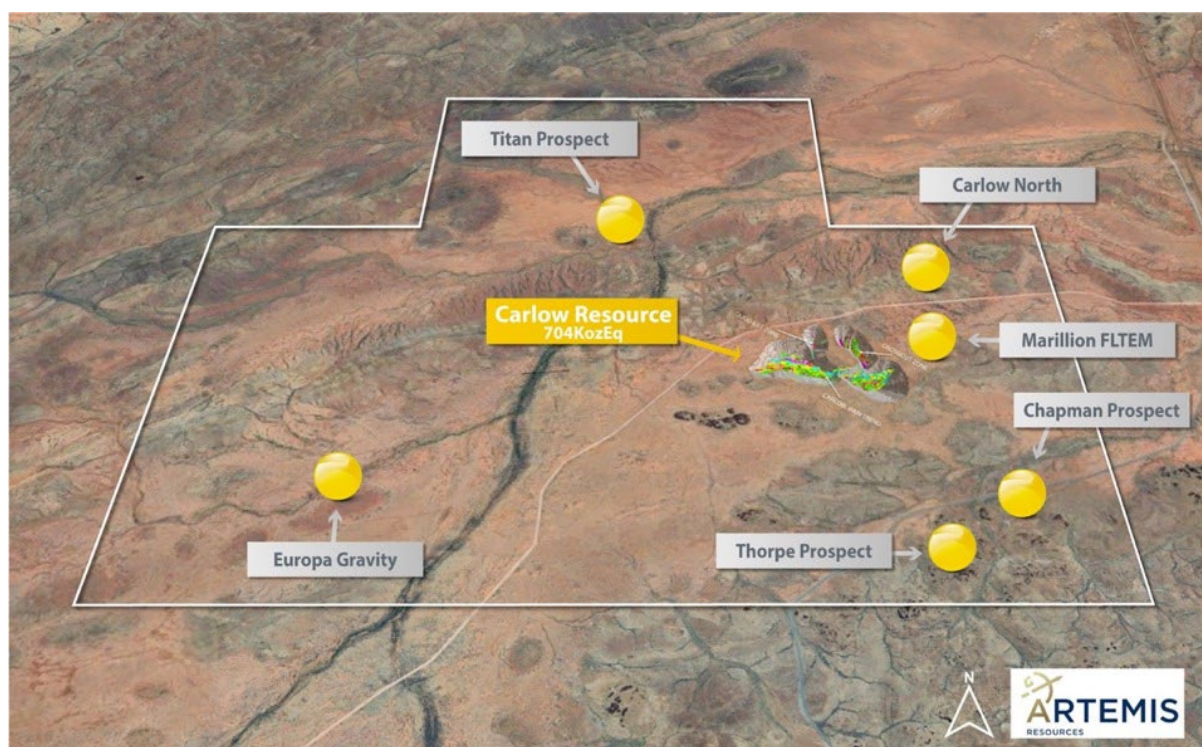 Titan Prospect
Carlow North
Carlow Resource
704KozEq
Marillion FLTEM
Chapman Prospect
Europa Gravity
Thorpe Prospect
N
ARTEMIS
RESOURCES